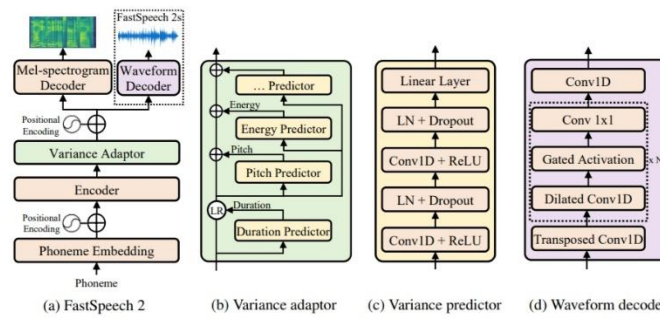 FastSpeech 2s
Mel-spectrogram
Decoder
Waveform
Decoder
Positional
Encoding
Variance Adaptor
Encoder
Positional
Encoding
Phoneme Embedding
Phoneme
(a) FastSpeech 2
... Predictor
Energy
Energy Predictor
Pitch
Pitch Predictor
LR
Duration
Duration Predictor
(b) Variance adaptor
Linear Layer
LN + Dropout
Conv1D + ReLU
LN + Dropout
Conv1D + ReLU
(c) Variance predictor
Conv1D
Conv 1x1
Gated Activation
x N
Dilated Conv1D
Transposed Conv1D
(d) Waveform decode